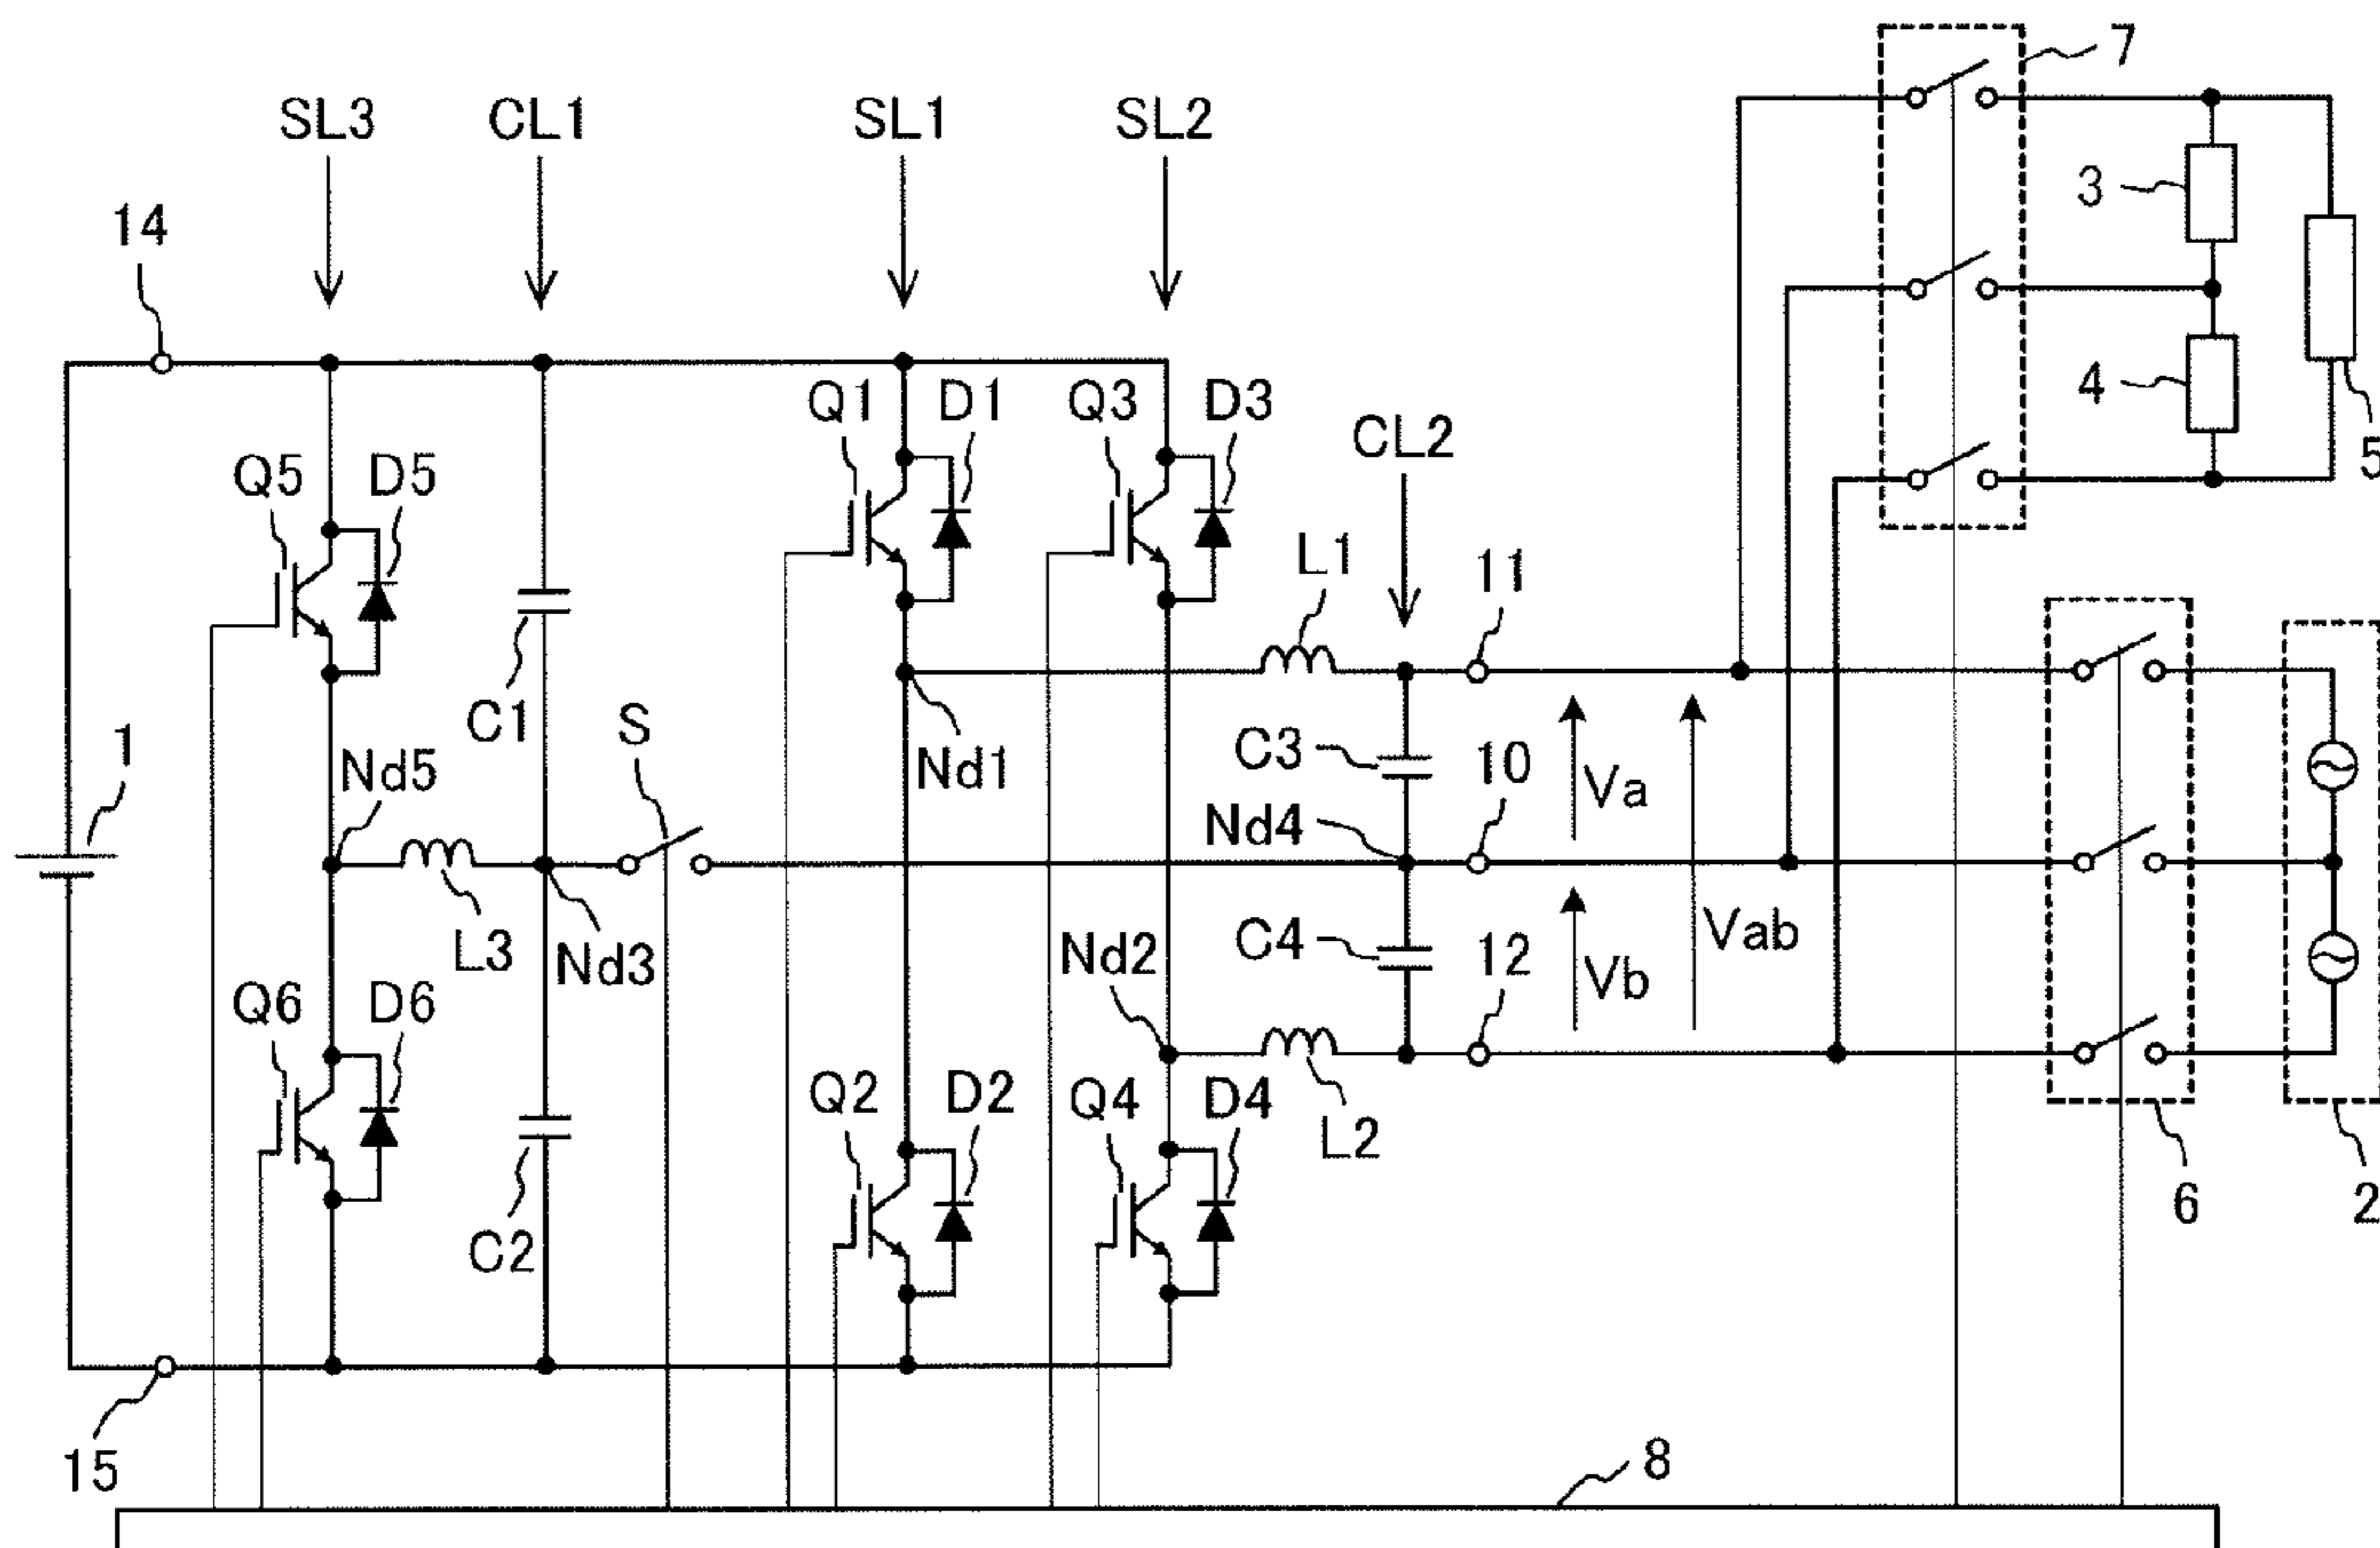 7
SL3 CL1 SL1 SL2
3
14
4
Q1 D1 Q3 D3
CL2
5
Q5 D5
L1 11
C1 S
1
Nd5 Nd1 C3 10 Va
Nd4
L3 Nd3 Nd2 C4 12 Vb Vab
Q6 D6
Q2 D2 Q4 D4
L2
6 2
C2
15 8